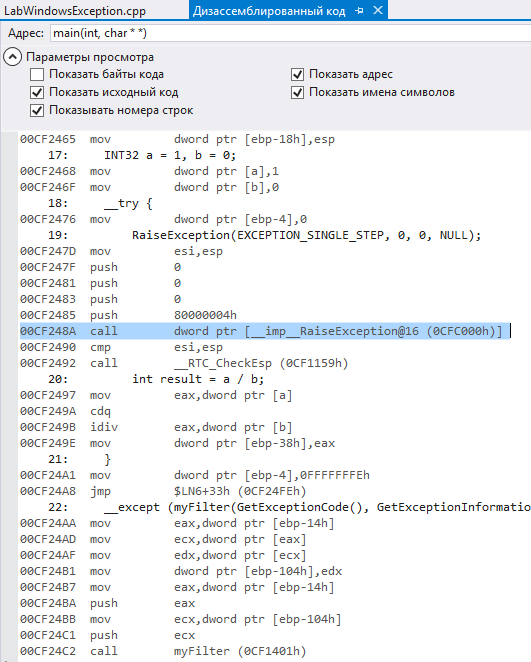 LabWindowsException.cpp Дизассемблированный код
Адрес: main(int, char * *)
Параметры просмотра
Показать байты кода Показать адрес
Показать исходный код Показать имена символов
Показывать номера строк
00CF2465 mov dword ptr [ebp-18h],esp
17: INT32 a = 1, b = 0;
00CF2468 mov dword ptr [a],1
00CF246F mov dword ptr [b],0
18: __try {
00CF2476 mov dword ptr [ebp-4],0
19: RaiseException(EXCEPTION_SINGLE_STEP, 0, 0, NULL);
00CF247D mov esi,esp
00CF247F push 0
00CF2481 push 0
00CF2483 push 0
00CF2485 push 80000004h
00CF248A call dword ptr [__imp__RaiseException@16 (0CFC000h)]
00CF2490 cmp esi,esp
00CF2492 call __RTC_CheckEsp (0CF1159h)
20: int result = a / b;
00CF2497 mov eax,dword ptr [a]
00CF249A cdq
00CF249B idiv eax,dword ptr [b]
00CF249E mov dword ptr [ebp-38h],eax
21: }
00CF24A1 mov dword ptr [ebp-4],0FFFFFFFEh
00CF24A8 jmp $LN6+33h (0CF24FEh)
22: __except (myFilter(GetExceptionCode(), GetExceptionInformatio
00CF24AA mov eax,dword ptr [ebp-14h]
00CF24AD mov ecx,dword ptr [eax]
00CF24AF mov edx,dword ptr [ecx]
00CF24B1 mov dword ptr [ebp-104h],edx
00CF24B7 mov eax,dword ptr [ebp-14h]
00CF24BA push eax
00CF24BB mov ecx,dword ptr [ebp-104h]
00CF24C1 push ecx
00CF24C2 call myFilter (0CF1401h)